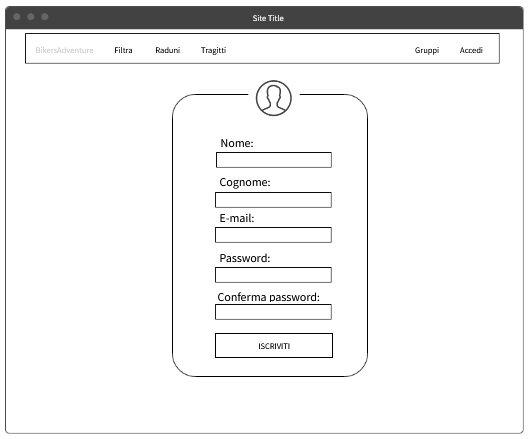 Site Title
BikersAdventure Filtra Raduni Tragitti Gruppi Accedi
Nome:
Cognome:
E-mail:
Password:
Conferma password:
ISCRIVITI